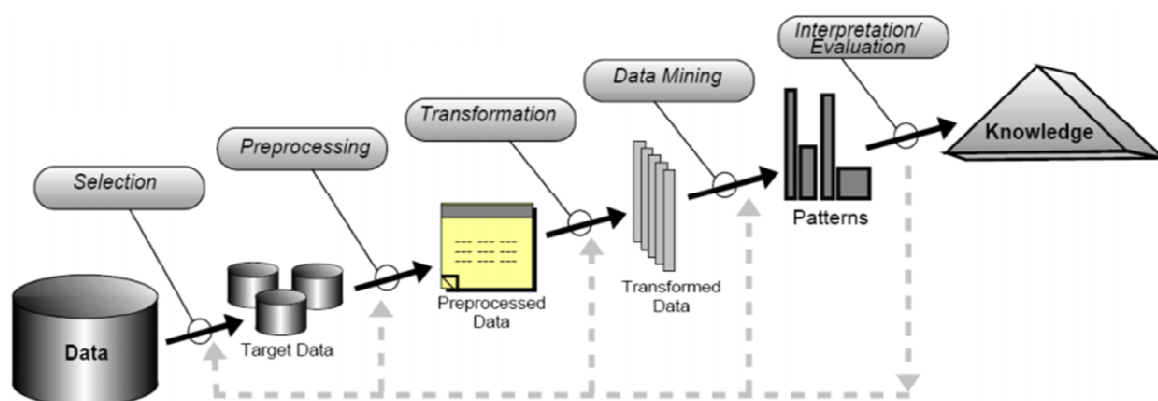 Interpretation/
Evaluation
Data Mining
Transformation
Preprocessing
Selection
Knowledge
Patterns
Transformed
Data
Preprocessed
Data
Target Data
Data